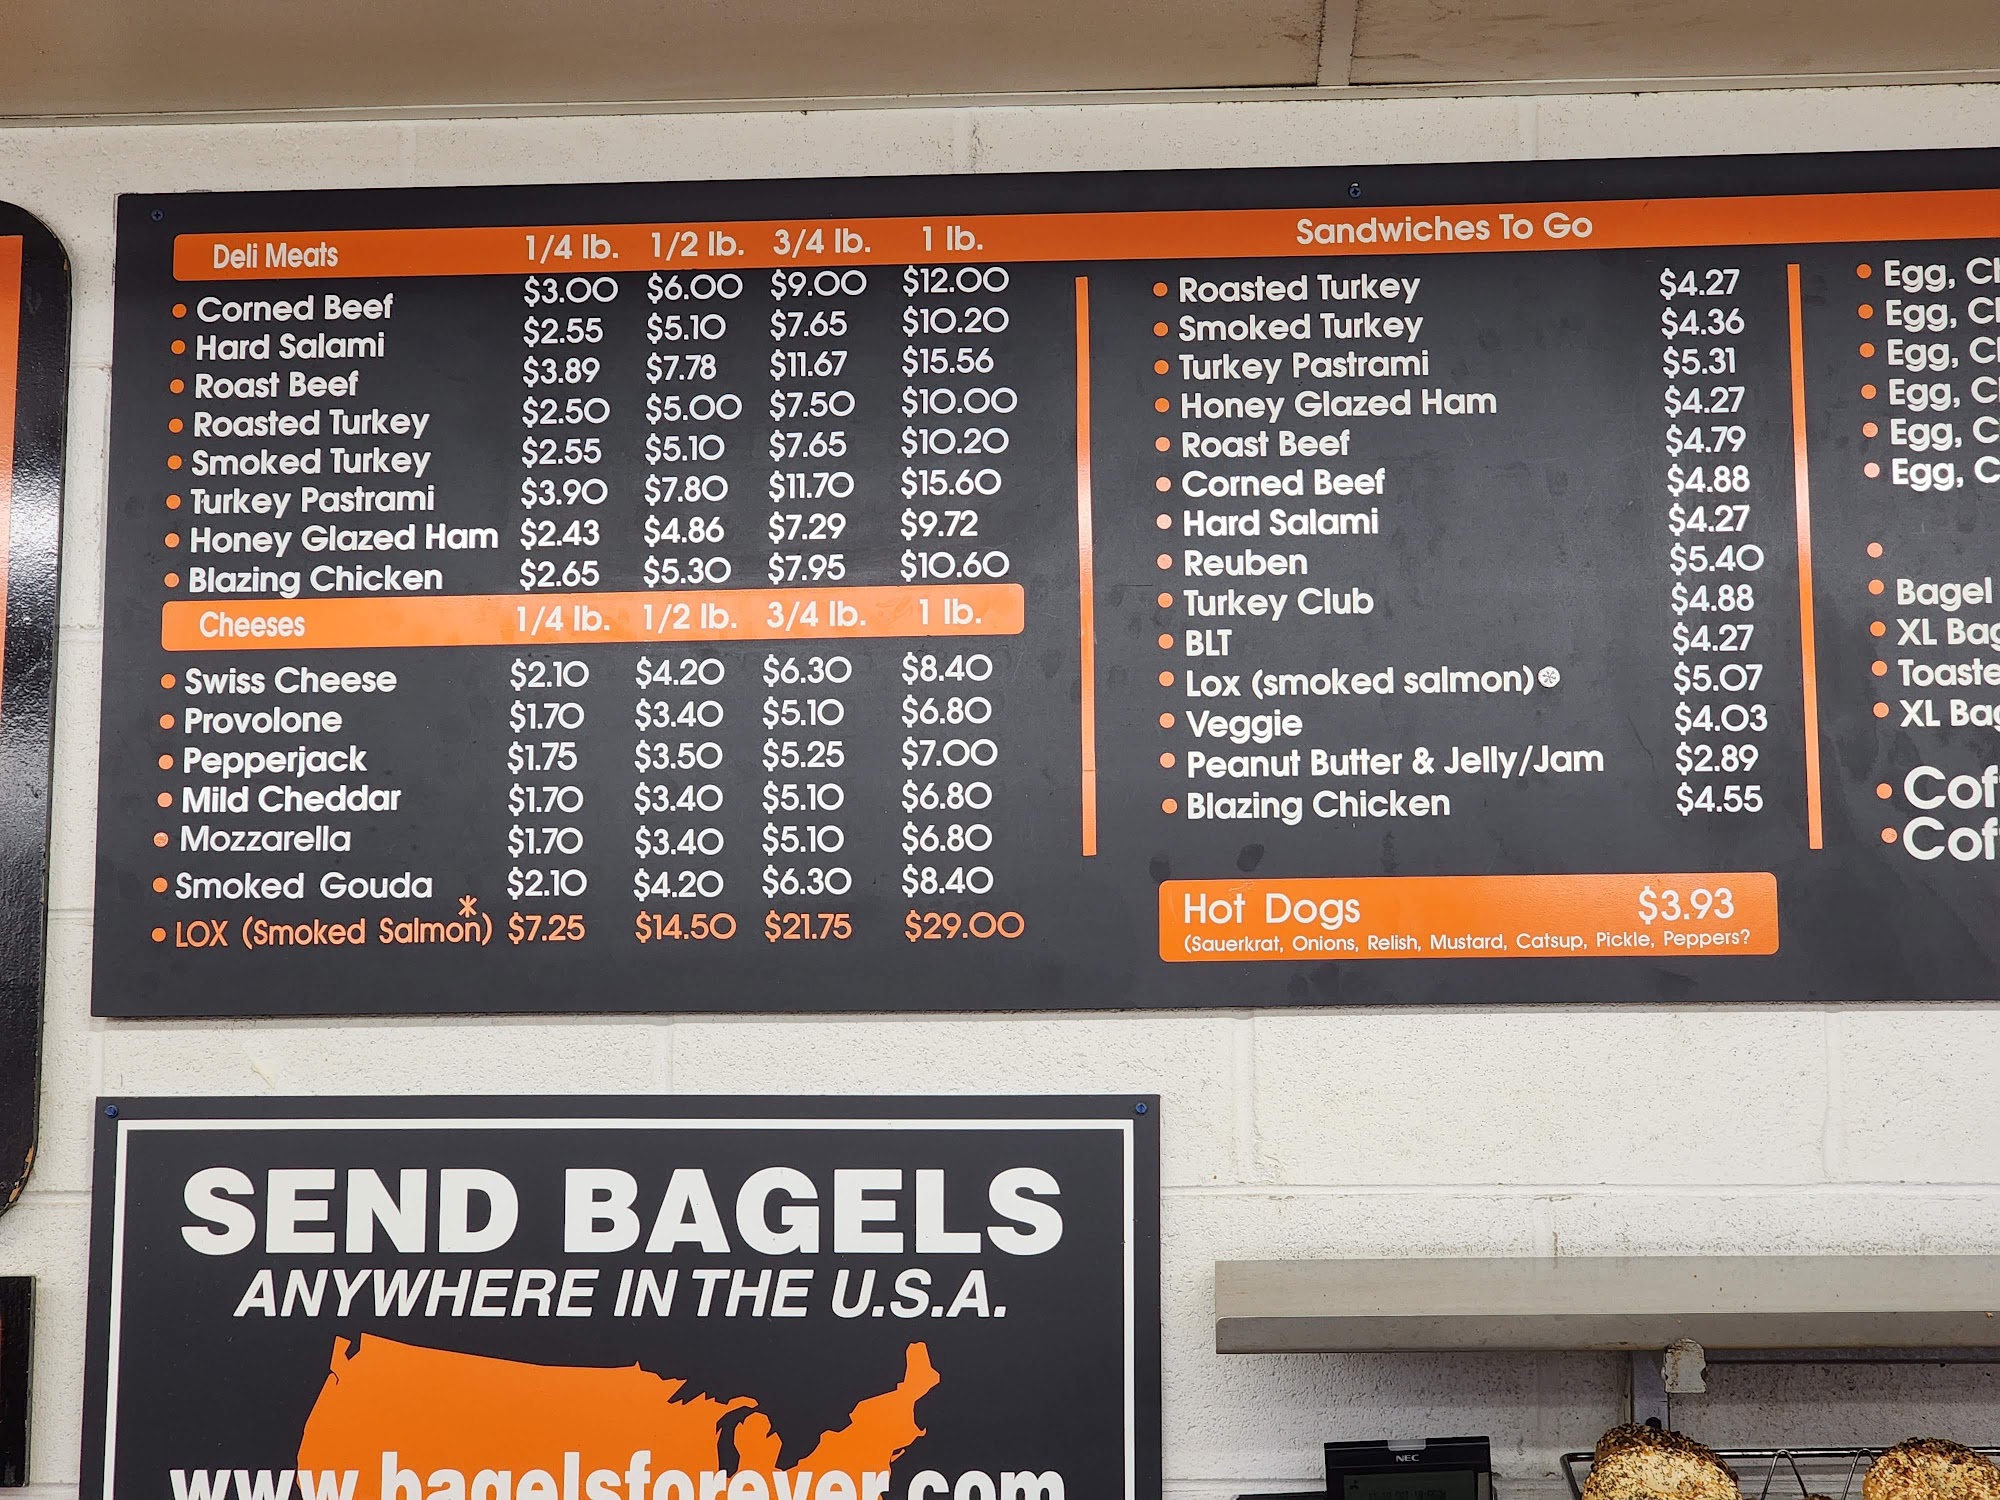 Deli Meats 1/4 lb. 1/2 lb. 3/4 lb. 1 lb.
• Corned Beef $3.00 $6.00 $9.00 $12.00
• Hard Salami $2.55 $5.10 $7.65 $10.20
• Roast Beef $3.89 $7.78 $11.67 $15.56
• Roasted Turkey $2.50 $5.00 $7.50 $10.00
• Smoked Turkey $2.55 $5.10 $7.65 $10.20
• Turkey Pastrami $3.90 $7.80 $11.70 $15.60
• Honey Glazed Ham $2.43 $4.86 $7.29 $9.72
• Blazing Chicken $2.65 $5.30 $7.95 $10.60
Cheeses 1/4 lb. 1/2 lb. 3/4 lb. 1 lb.
• Swiss Cheese $2.10 $4.20 $6.30 $8.40
• Provolone $1.70 $3.40 $5.10 $6.80
• Pepperjack $1.75 $3.50 $5.25 $7.00
• Mild Cheddar $1.70 $3.40 $5.10 $6.80
• Mozzarella $1.70 $3.40 $5.10 $6.80
• Smoked Gouda $2.10 $4.20 $6.30 $8.40
• LOX (Smoked Salmon)* $7.25 $14.50 $21.75 $29.00
Sandwiches To Go
• Roasted Turkey $4.27
• Smoked Turkey $4.36
• Turkey Pastrami $5.31
• Honey Glazed Ham $4.27
• Roast Beef $4.79
• Corned Beef $4.88
• Hard Salami $4.27
• Reuben $5.40
• Turkey Club $4.88
• BLT $4.27
• Lox (smoked salmon)* $5.07
• Veggie $4.03
• Peanut Butter & Jelly/Jam $2.89
• Blazing Chicken $4.55
Hot Dogs $3.93
(Sauerkrat, Onions, Relish, Mustard, Catsup, Pickle, Peppers?
• Egg,
• Egg,
• Egg,
• Egg,
• Egg,
• Egg,
• Bagel
• XL
• XL
SEND BAGELS
ANYWHERE IN THE U.S.A.
www.bagelsforever.com
NEC